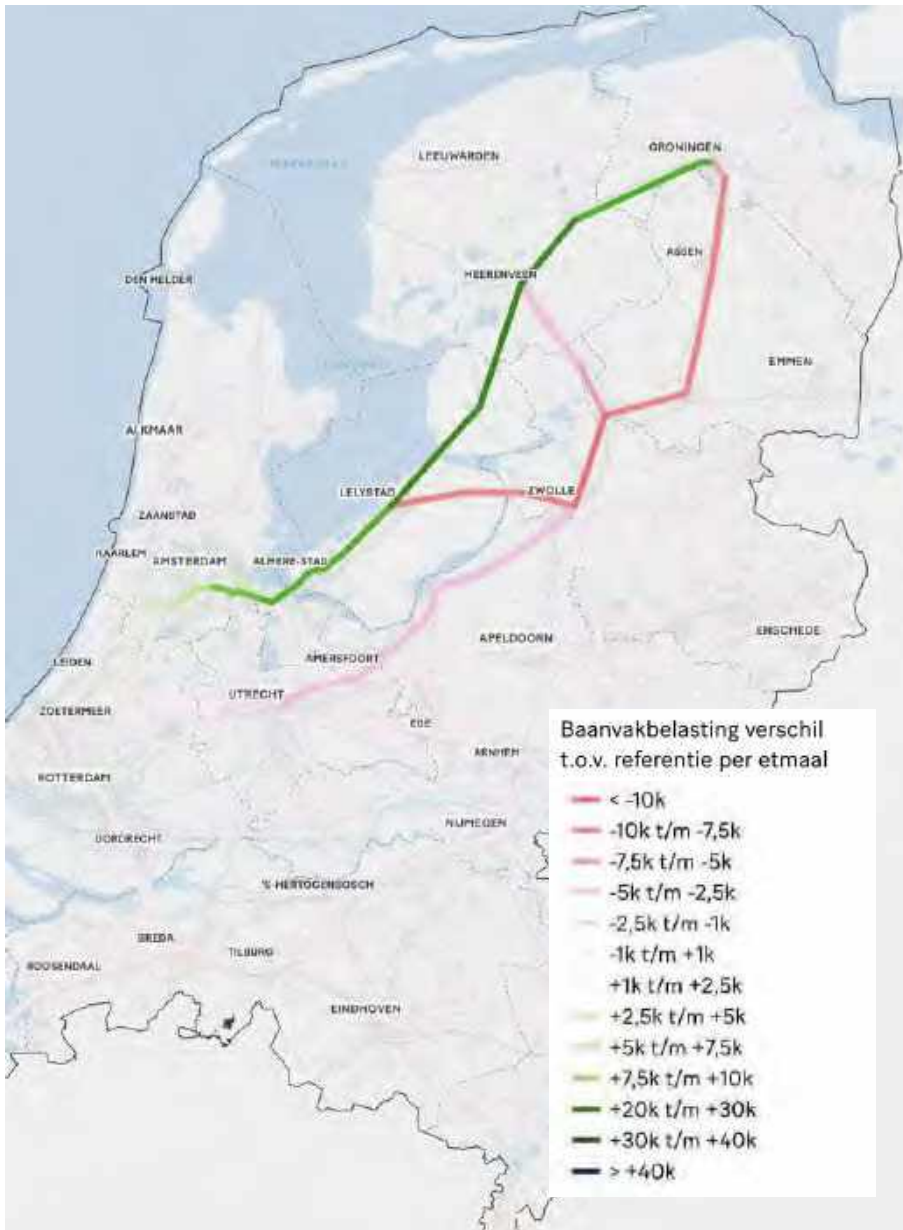 GRONINGEN
LEEUWARDEN
ASSEN
HEERENVEEN
DEN HELDER
EMMEN
ALKMAAR
LELYSTAD
ZWOLLE
ZAANSTAD
HAARLEM
AMSTERDAM
ALMERE-STAD
APELDOORN
ENSCHEDE
LEIDEN
AMERSFOORT
UTRECHT
ZOETERMEER
EDE
ARNHEM
ROTTERDAM
NIJMEGEN
DORDRECHT
'S-HERTOGENBOSCH
BREDA
TILBURG
ROOSENDAAL
EINDHOVEN
Baanvakbelasting verschil
t.o.v. referentie per etmaal
< -10k
-10k t/m -7,5k
-7,5k t/m -5k
-5k t/m -2,5k
-2,5k t/m -1k
-1k t/m +1k
+1k t/m +2,5k
+2,5k t/m +5k
+5k t/m +7,5k
+7,5k t/m +10k
+20k t/m +30k
+30k t/m +40k
> +40k